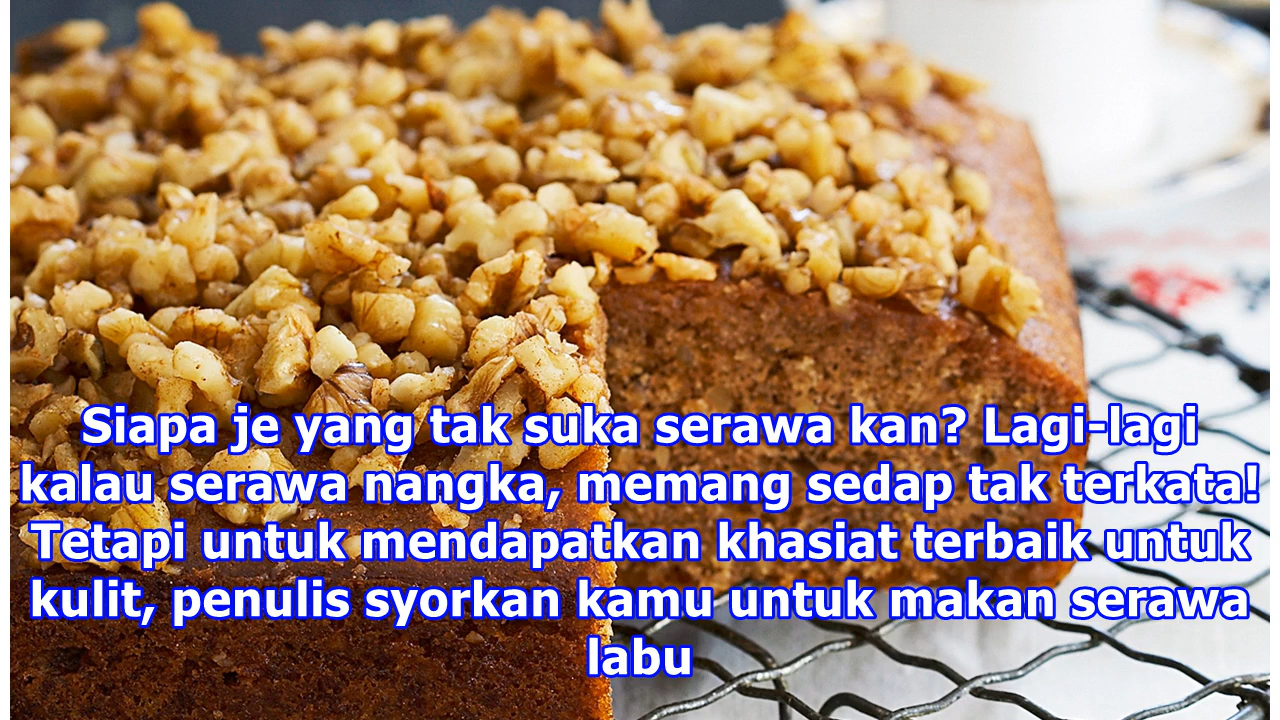 Siapa je yang tak suka serawa kan? Lagi-lagi
kalau serawa nangka, memang sedap tak terkata!
Tetapi untuk mendapatkan khasiat terbaik untuk
kulit, penulis syorkan kamu untuk makan serawa
labu